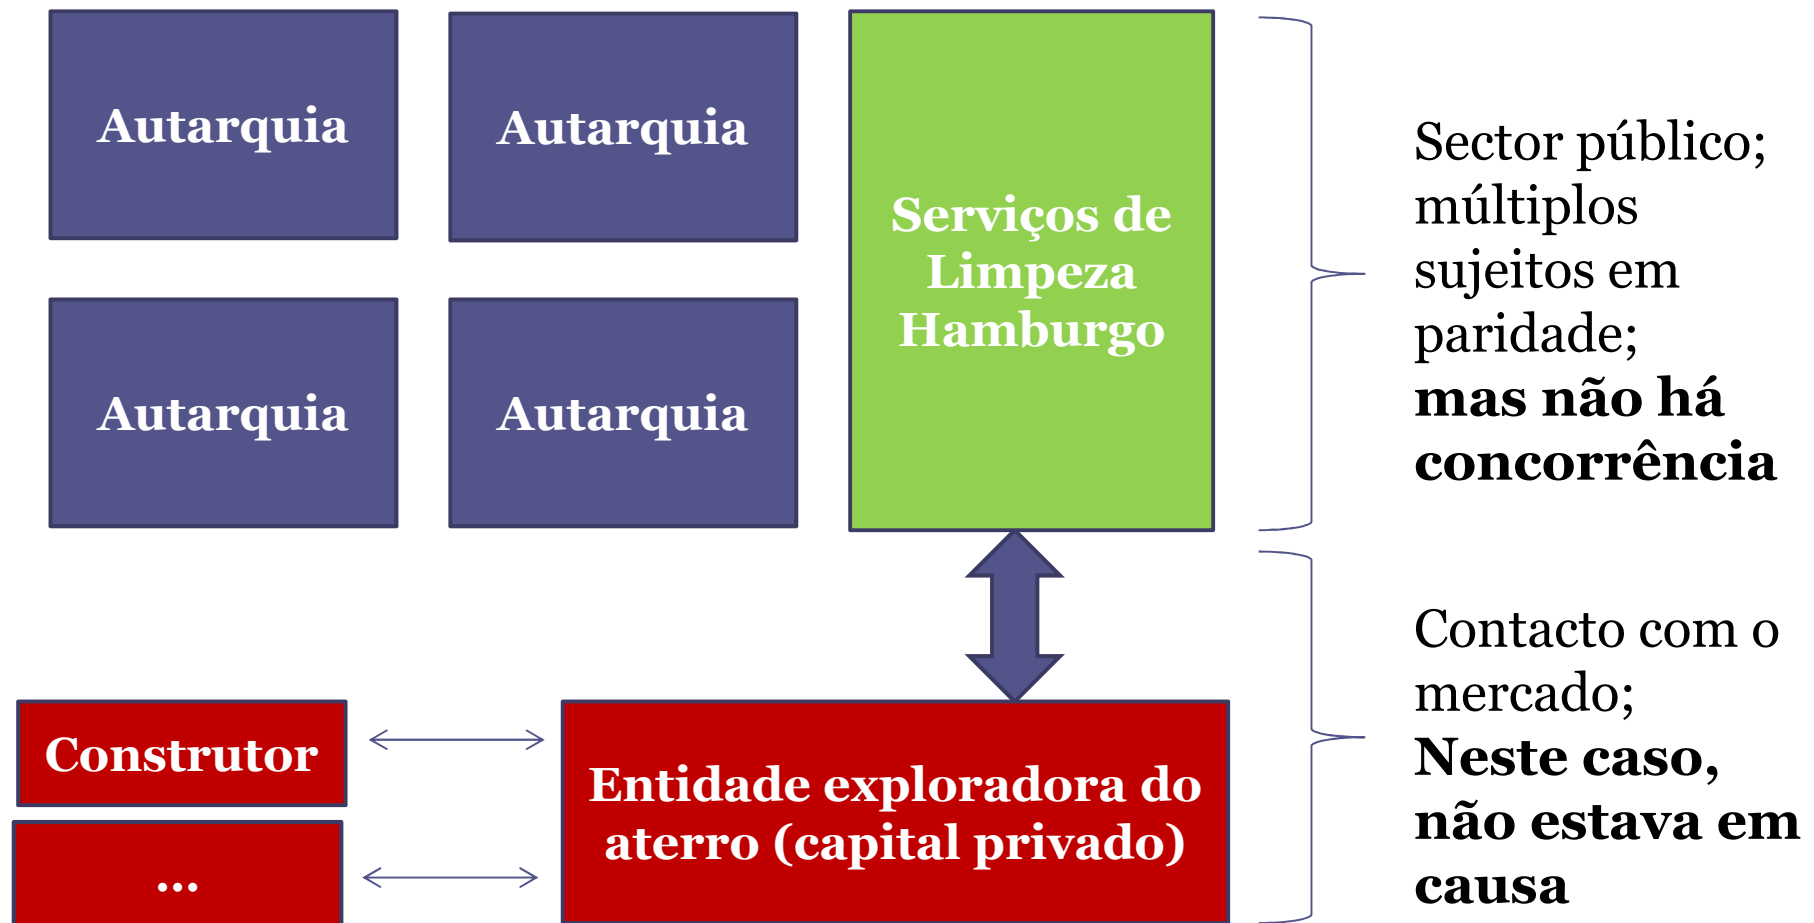 Autarquia
Autarquia
Autarquia
Autarquia
Serviços de
Limpeza
Hamburgo
Sector público;
múltiplos
sujeitos em
paridade;
mas não há
concorrência
Construtor
...
Entidade exploradora do
aterro (capital privado)
Contacto com o
mercado;
Neste caso,
não estava em
causa